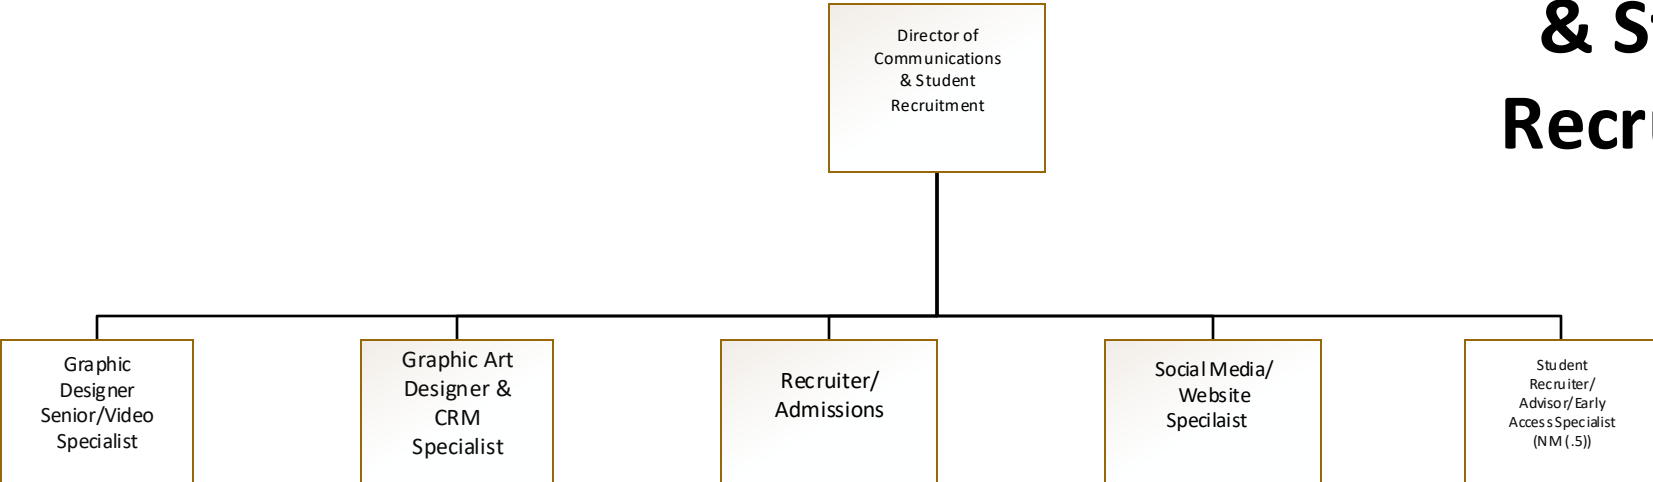 Director of
Communications
& Student
Recruitment
Graphic
Designer
Senior/Video
Specialist
Graphic Art
Designer &
CRM
Specialist
Recruiter/
Admissions
Social Media/
Website
Specilaist
Student
Recruiter/
Advisor/Early
Access Specialist
(NM (.5))
&